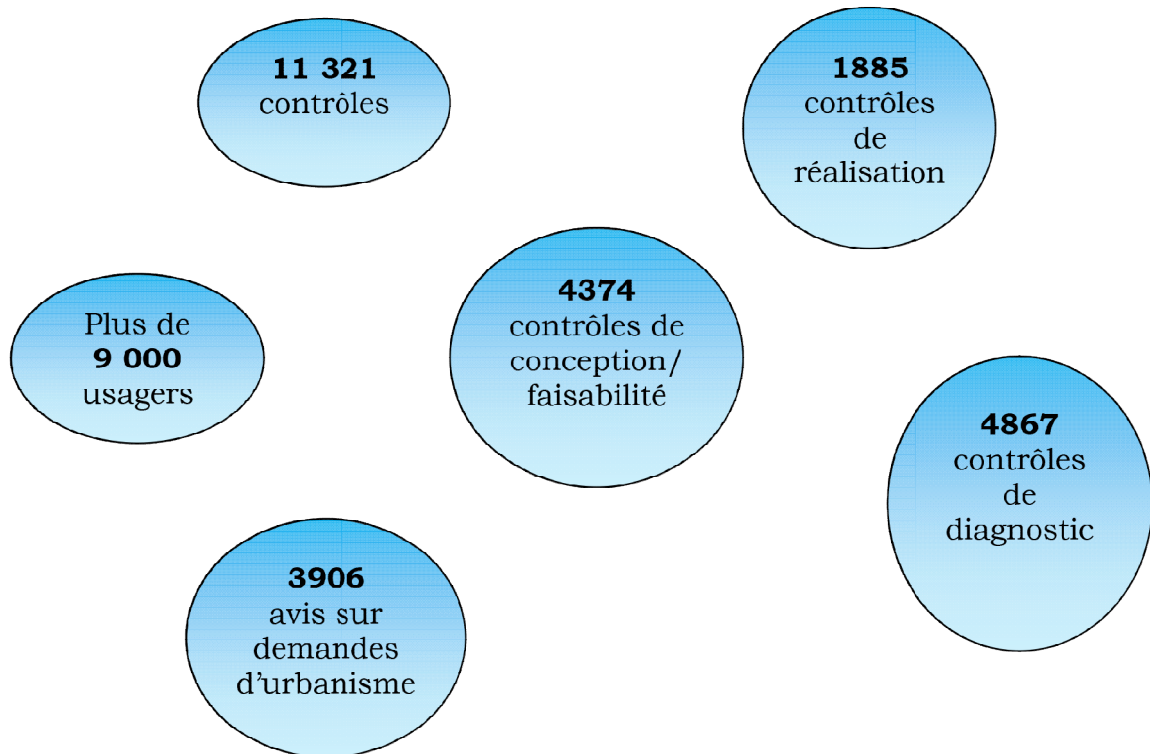 11 321
contrôles
1885
contrôles
de
réalisation
4374
contrôles de
conception/
faisabilité
Plus de
9 000
usagers
4867
contrôles
de
diagnostic
3906
avis sur
demandes
d'urbanisme